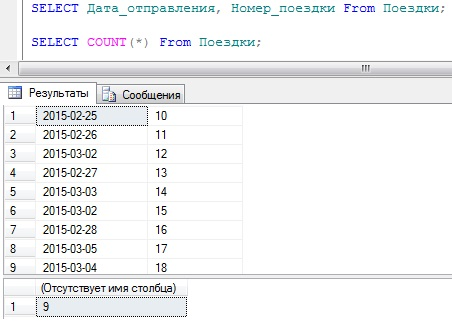 SELECT Дата_отправления, Номер_поездки From Поездки;
SELECT COUNT(*) From Поездки;
Результаты Сообщения
1 2015-02-25 10
2 2015-02-26 11
3 2015-03-02 12
4 2015-02-27 13
5 2015-03-03 14
6 2015-03-02 15
7 2015-02-28 16
8 2015-03-05 17
9 2015-03-04 18
(Отсутствует имя столбца)
1 9